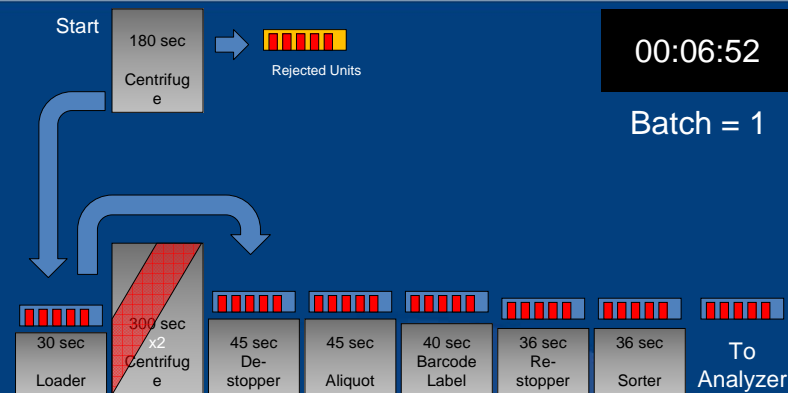 Start
180 sec
Centrifug
e
Rejected Units
00:06:52
Batch = 1
30 sec
Loader
300 sec
x2
Centrifug
e
45 sec
De-
stopper
45 sec
Aliquot
40 sec
Barcode
Label
36 sec
Re-
stopper
36 sec
Sorter
To
Analyzer